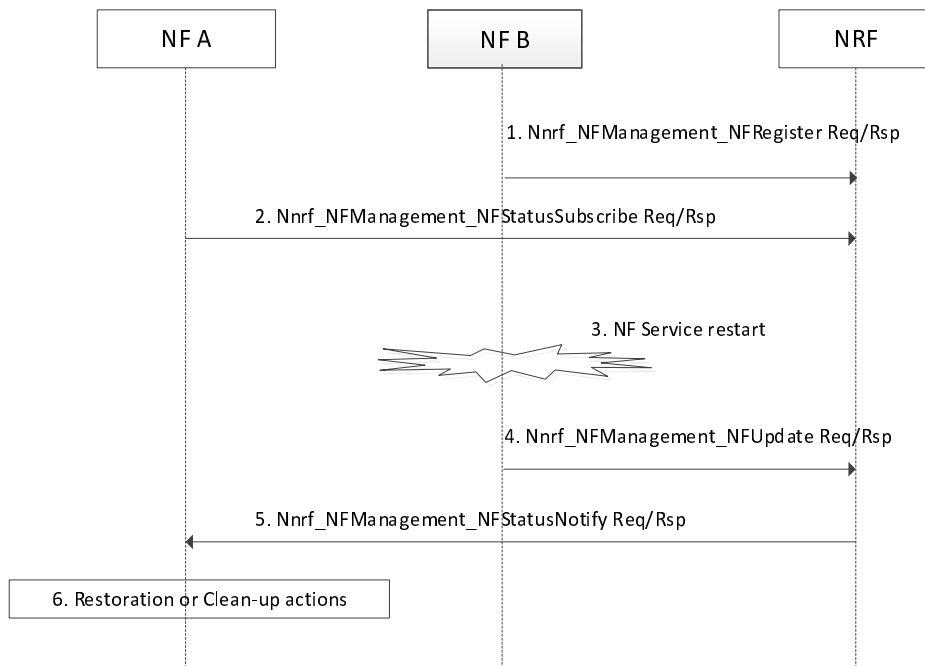 NF A
NF B
NRF
1. Nnrf_NFManagement_NFRegister Req/Rsp
2. Nnrf_NFManagement_NFStatusSubscribe Req/Rsp
3. NF Service restart
4. Nnrf_NFManagement_NFUpdate Req/Rsp
5. Nnrf_NFManagement_NFStatusNotify Req/Rsp
6. Restoration or Clean-up actions